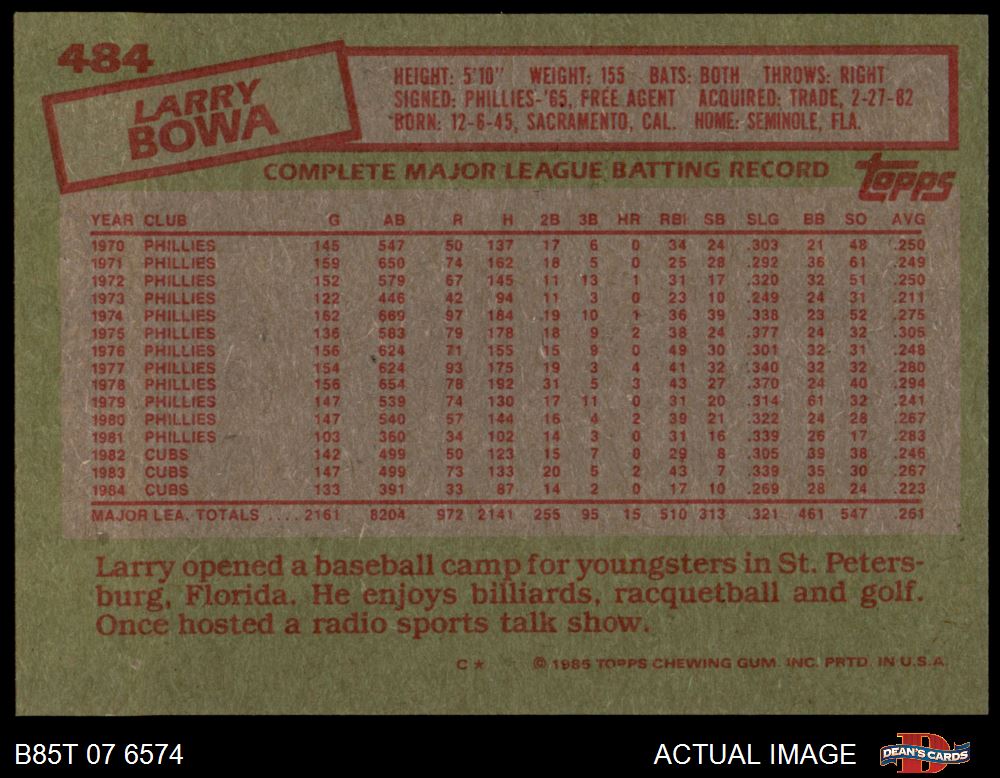 484
LARRY
BOWA
HEIGHT: 5'10" WEIGHT: 155 BATS: BOTH THROWS: RIGHT
SIGNED: PHILLIES-'65, FREE AGENT ACQUIRED: TRADE, 2-27-82
BORN: 12-6-45, SACRAMENTO, CAL. HOME: SEMINOLE, FLA.
COMPLETE MAJOR LEAGUE BATTING RECORD
Topps
YEAR CLUB G AB R H 2B 3B HR RBI SB SLG BB SO AVG
1970 PHILLIES 145 547 50 137 17 6 0 34 24 .303 21 48 .250
1971 PHILLIES 159 650 74 162 18 5 0 25 28 .292 36 61 .249
1972 PHILLIES 152 579 67 145 11 13 1 31 17 .320 32 51 .250
1973 PHILLIES 122 446 42 94 11 3 0 23 10 .249 24 31 .211
1974 PHILLIES 162 669 97 184 19 10 1 36 39 .338 23 52 .275
1975 PHILLIES 136 583 79 178 18 9 2 38 24 .377 24 32 .305
1976 PHILLIES 156 624 71 155 15 9 0 49 30 .301 32 31 .248
1977 PHILLIES 154 624 93 175 19 3 4 41 32 .340 32 32 .280
1978 PHILLIES 156 654 78 192 31 5 3 43 27 .370 24 40 .294
1979 PHILLIES 147 539 74 130 17 11 0 31 20 .314 61 32 .241
1980 PHILLIES 147 540 57 144 16 4 2 39 21 .322 24 28 .267
1981 PHILLIES 103 360 34 102 14 3 0 31 16 .339 26 17 .283
1982 CUBS 142 499 50 123 15 7 0 29 8 .305 39 38 .246
1983 CUBS 147 499 73 133 20 5 2 43 7 .339 35 30 .267
1984 CUBS 133 391 33 87 14 2 0 17 10 .269 28 24 .223
MAJOR LEA. TOTALS .... 2161 8204 972 2141 255 95 15 510 313 .321 461 547 .261
Larry opened a baseball camp for youngsters in St. Peters-
burg, Florida. He enjoys billiards, racquetball and golf.
Once hosted a radio sports talk show.
C* © 1985 TOPPS CHEWING GUM. INC. PRTD. IN U.S.A.
B85T 07 6574 ACTUAL IMAGE DEAN'S CARDS